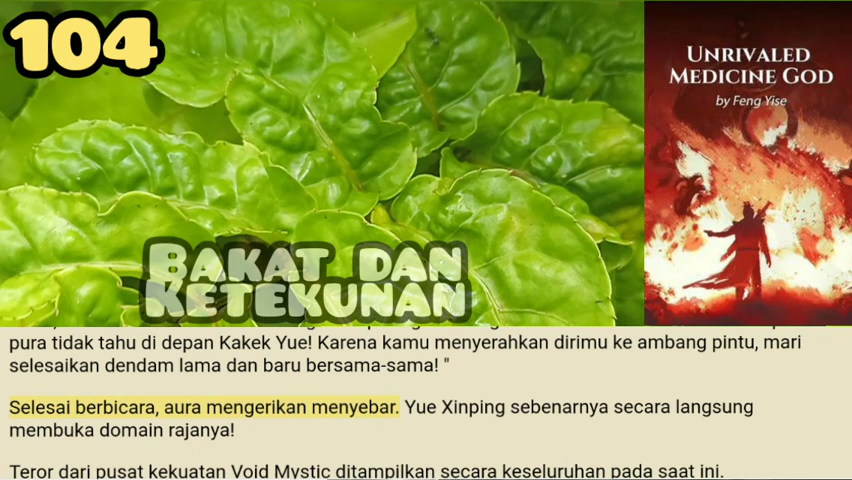 104
UNRIVALED
MEDICINE GOD
by Feng Yise
BAKAT DAN
KETEKUNAN
pura tidak tahu di depan Kakek Yue! Karena kamu menyerahkan dirimu ke ambang pintu, mari
selesaikan dendam lama dan baru bersama-sama! "
Selesai berbicara, aura mengerikan menyebar. Yue Xinping sebenarnya secara langsung
membuka domain rajanya!
Teror dari pusat kekuatan Void Mystic ditampilkan secara keseluruhan pada saat ini.